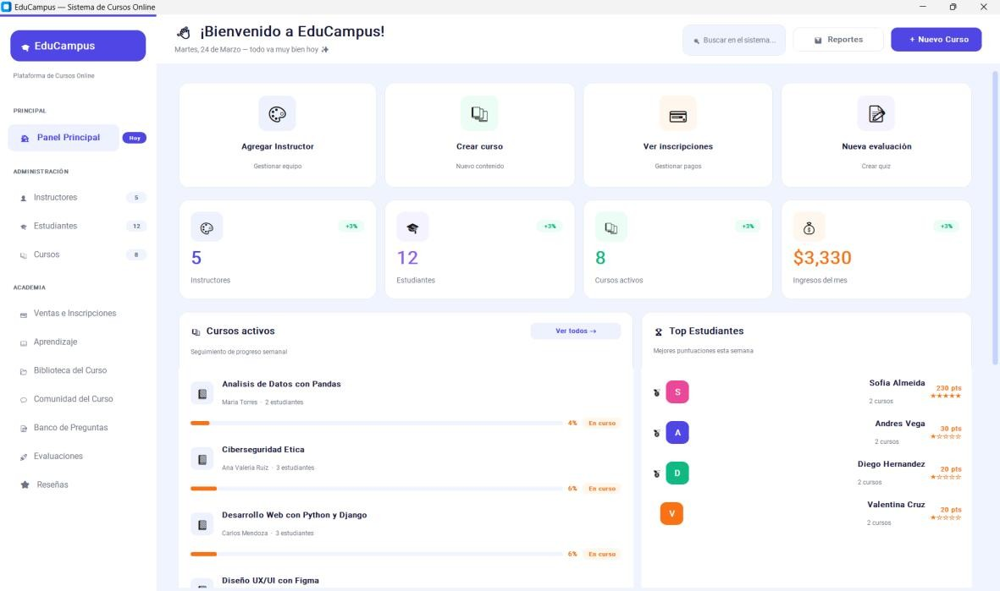 EduCampus — Sistema de Cursos Online
EduCampus
Plataforma de Cursos Online
PRINCIPAL
Panel Principal
Hoy
ADMINISTRACIÓN
Instructores
5
Estudiantes
12
Cursos
8
ACADEMIA
Ventas e Inscripciones
Aprendizaje
Biblioteca del Curso
Comunidad del Curso
Banco de Preguntas
Evaluaciones
Reseñas
¡Bienvenido a EduCampus!
Martes, 24 de Marzo — todo va muy bien hoy ✨
Buscar en el sistema...
Reportes
+ Nuevo Curso
Agregar Instructor
Gestionar equipo
Crear curso
Nuevo contenido
Ver inscripciones
Gestionar pagos
Nueva evaluación
Crear quiz
+3%
5
Instructores
+3%
12
Estudiantes
+3%
8
Cursos activos
+3%
$3,330
Ingresos del mes
Cursos activos
Ver todos →
Seguimiento de progreso semanal
Analisis de Datos con Pandas
Maria Torres · 2 estudiantes
4% En curso
Ciberseguridad Etica
Ana Valeria Ruiz · 3 estudiantes
6% En curso
Desarrollo Web con Python y Django
Carlos Mendoza · 3 estudiantes
6% En curso
Diseño UX/UI con Figma
Top Estudiantes
Mejores puntuaciones esta semana
S
Sofia Almeida
2 cursos
230 pts
★★★★★
A
Andres Vega
2 cursos
30 pts
★☆☆☆☆
D
Diego Hernandez
2 cursos
20 pts
★☆☆☆☆
V
Valentina Cruz
2 cursos
20 pts
★☆☆☆☆